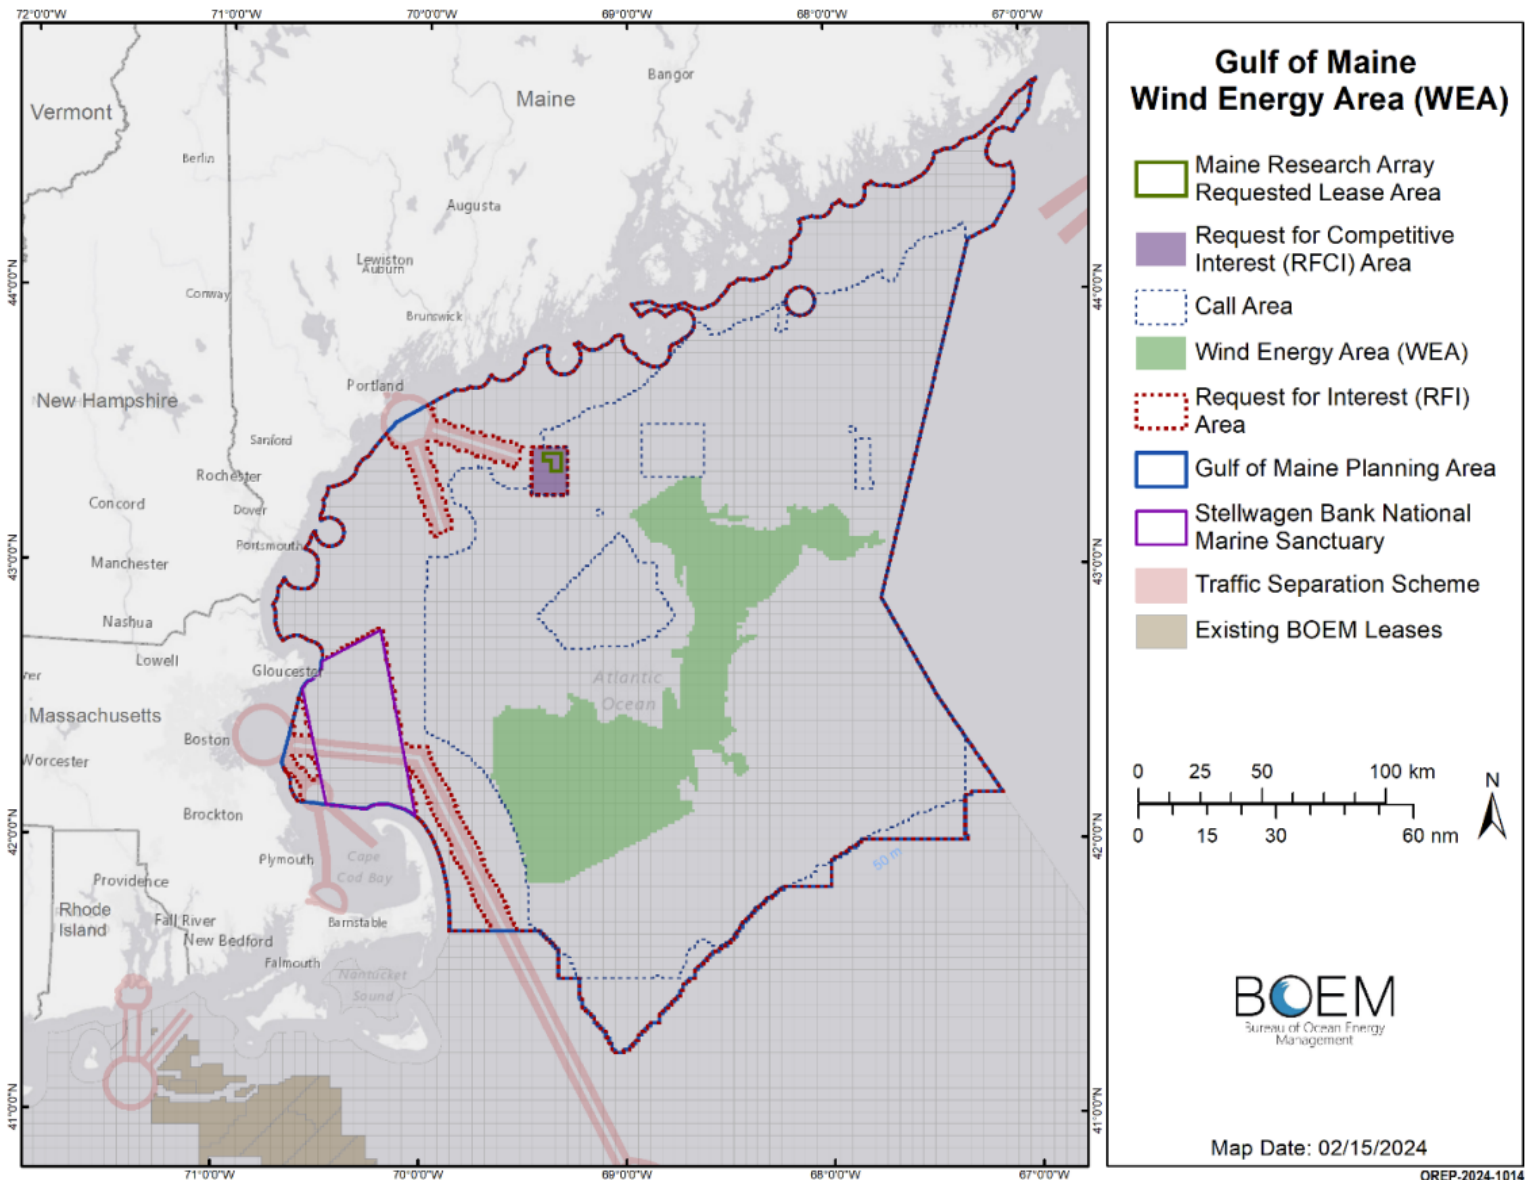 72°0'0"W 71°0'0"W 70°0'0"W 69°0'0"W 68°0'0"W 67°0'0"W
Bangor
Maine
Vermont
Berlin
Augusta
Lewiston
Auburn
Conway
Brunswick
44°0'0"N
44°0'0"N
Portland
New Hampshire
Sanford
Rochester
Concord
Dover
Portsmouth
43°0'0"N
43°0'0"N
Manchester
Nashua
Lowell
Gloucester
Atlantic
Ocean
Massachusetts
Boston
Worcester
Brockton
42°0'0"N
42°0'0"N
50 m
Plymouth
Cape
Cod Bay
Providence
Rhode
Island
Fall River
New Bedford
Barnstable
Falmouth
Nantucket
Sound
41°0'0"N
41°0'0"N
71°0'0"W 70°0'0"W 69°0'0"W 68°0'0"W 67°0'0"W
Gulf of Maine
Wind Energy Area (WEA)
Maine Research Array
Requested Lease Area
Request for Competitive
Interest (RFCI) Area
Call Area
Wind Energy Area (WEA)
Request for Interest (RFI)
Area
Gulf of Maine Planning Area
Stellwagen Bank National
Marine Sanctuary
Traffic Separation Scheme
Existing BOEM Leases
0 25 50 100 km
0 15 30 60 nm
N
BOEM
Bureau of Ocean Energy
Management
Map Date: 02/15/2024
OREP-2024-1014